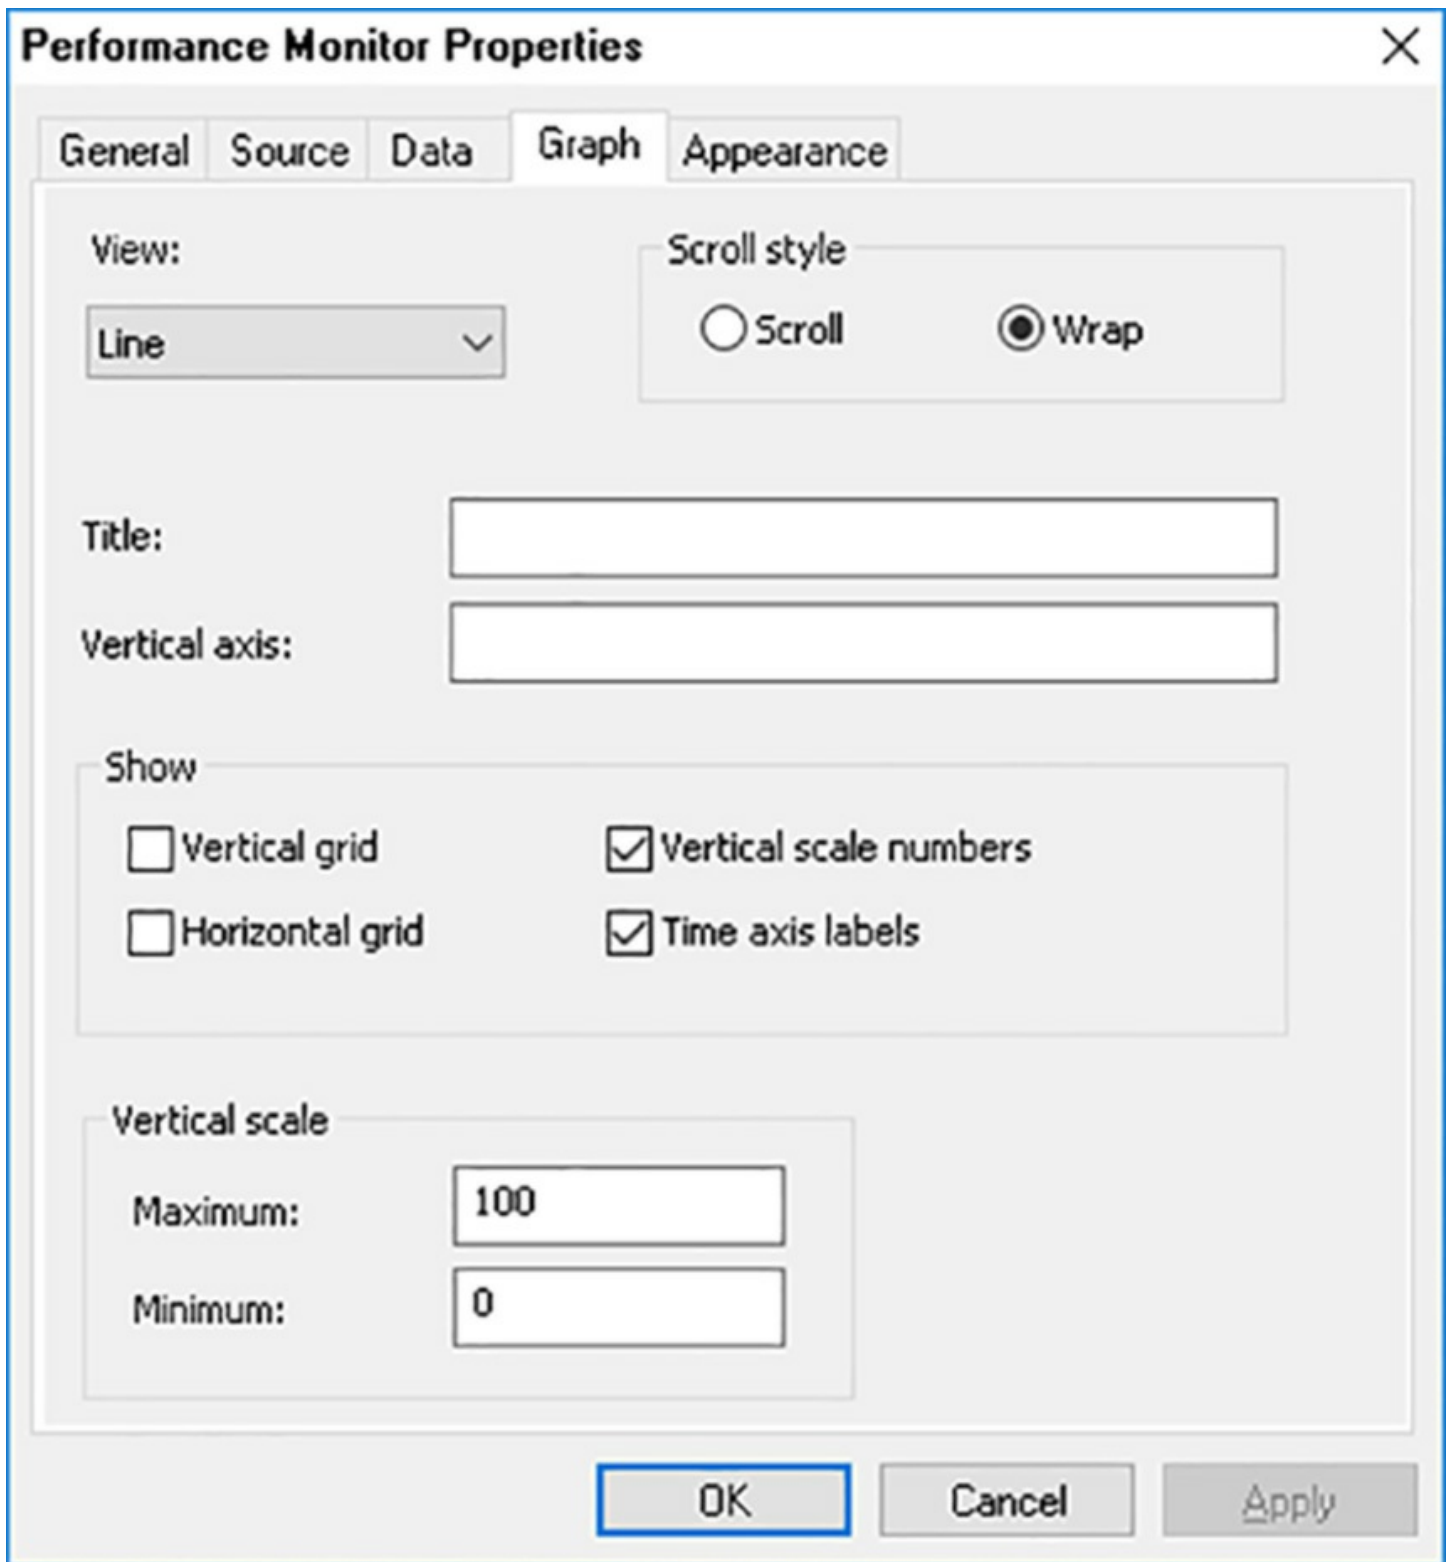 Performance Monitor Properties
General Source Data Graph Appearance
View:
Scroll style
Line
Scroll Wrap
Title:
Vertical axis:
Show
Vertical grid Vertical scale numbers
Horizontal grid Time axis labels
Vertical scale
Maximum: 100
Minimum: 0
OK Cancel Apply